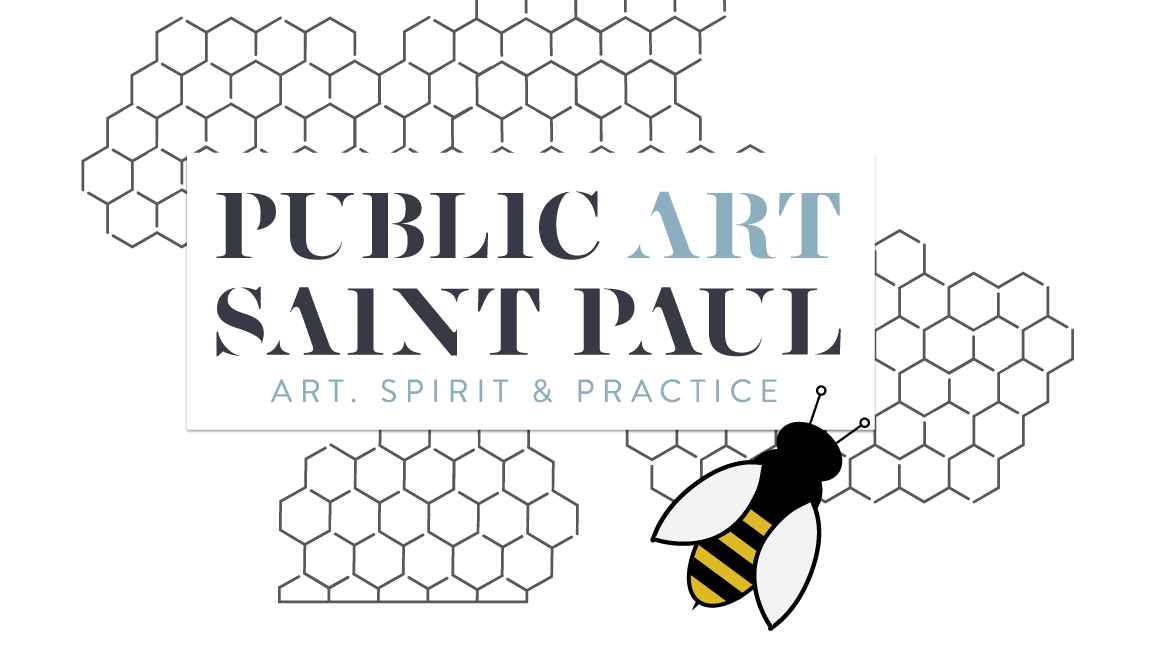 PUBLIC ART
SAINT PAUL
ART. SPIRIT & PRACTICE